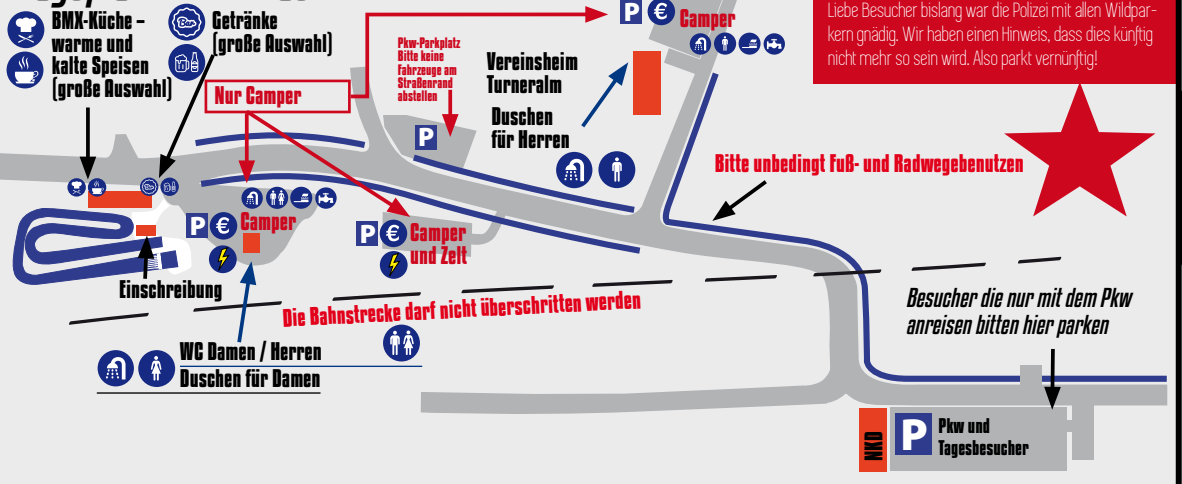 BMX-Küche –
warme und
kalte Speisen
(große Auswahl)
Bar
Getränke
(große Auswahl)
Nur Camper
Pkw-Parkplatz
Bitte keine
Fahrzeuge am
Straßenrand
abstellen
P
Vereinsheim
Turneralm
Duschen
für Herren
P € Camper
Liebe Besucher bislang war die Polizei mit allen Wildpar-
kern gnädig. Wir haben einen Hinweis, dass dies künftig
nicht mehr so sein wird. Also parkt vernünftig!
Bitte unbedingt Fuß- und Radwegebenutzen
Bar
P € Camper
P € Camper
und Zelt
Einschreibung
Die Bahnstrecke darf nicht überschritten werden
WC Damen / Herren
Duschen für Damen
Besucher die nur mit dem Pkw
anreisen bitten hier parken
NKD
P
Pkw und
Tagesbesucher